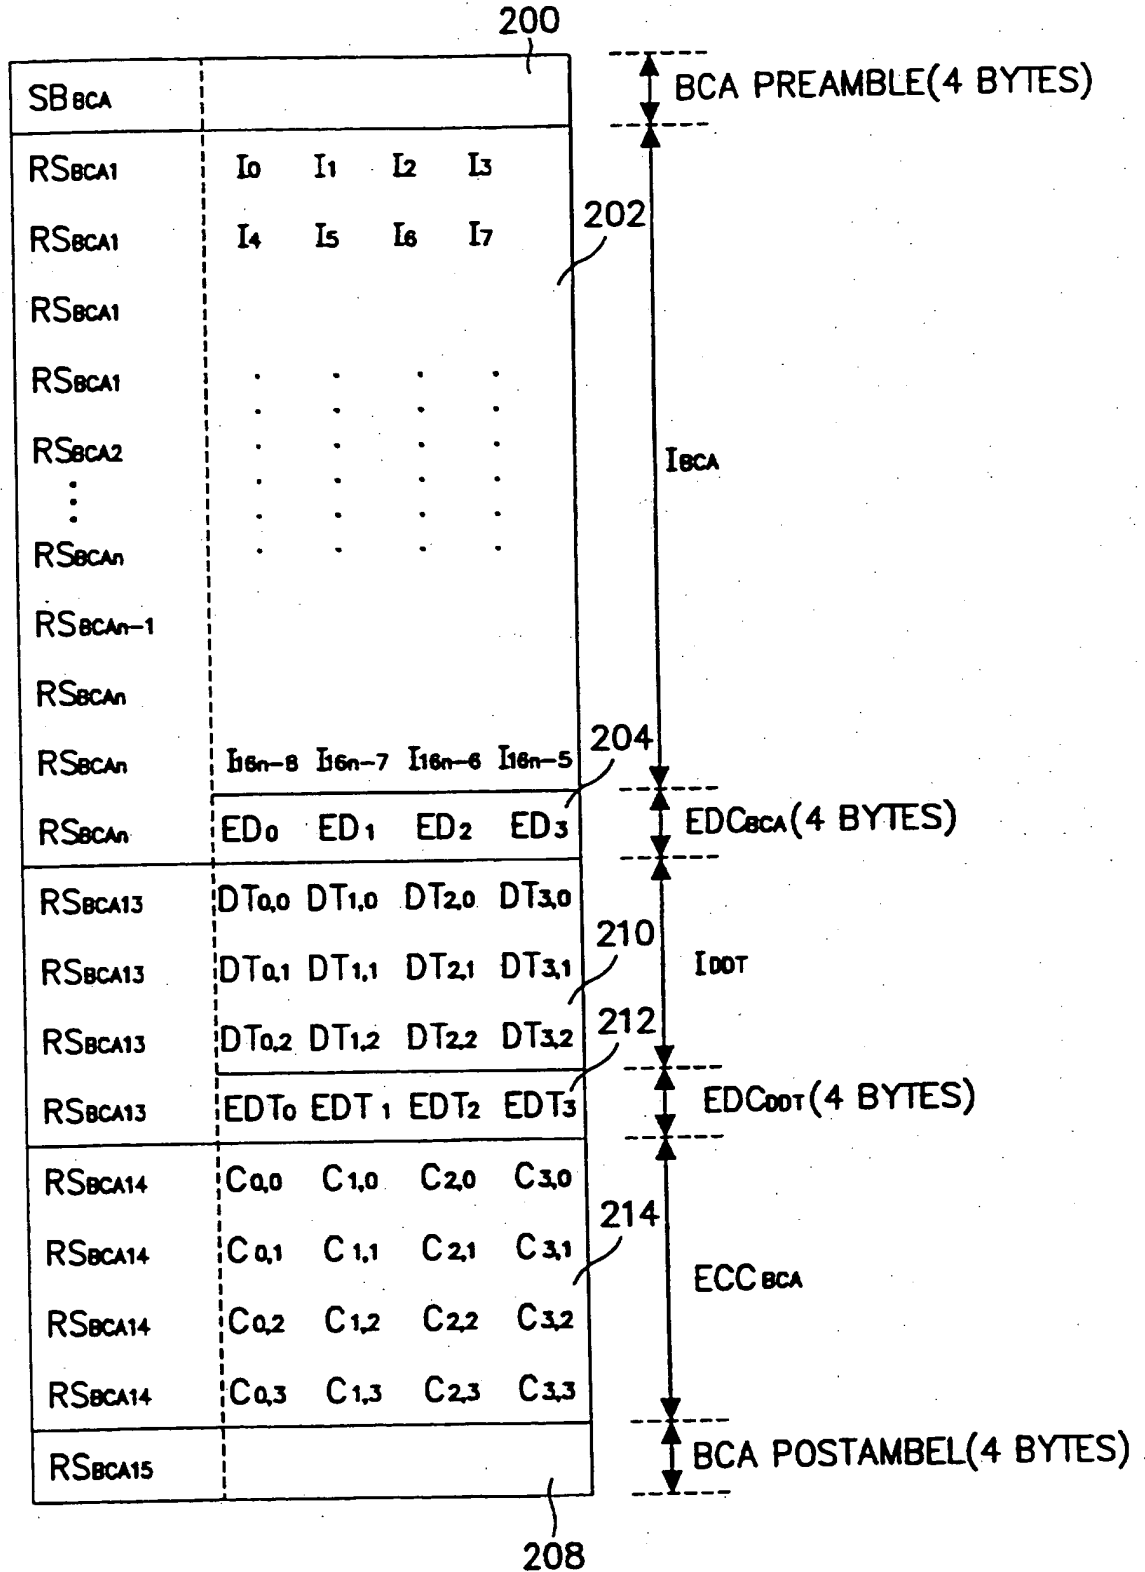 200
SBBCA BCA PREAMBLE(4 BYTES)
RSBCA1 I0 I1 I2 I3
202
RSBCA1 I4 I5 I6 I7
RSBCA1
RSBCA1 . . . .
. . . .
RSBCA2 . . . . IBCA
⋮ . . . .
. . . .
RSBCAn . . . .
RSBCAn-1
RSBCAn
204
RSBCAn I16n-8 I16n-7 I16n-6 I16n-5
RSBCAn ED0 ED1 ED2 ED3 EDCBCA(4 BYTES)
RSBCA13 DT0,0 DT1,0 DT2,0 DT3,0
210
RSBCA13 DT0,1 DT1,1 DT2,1 DT3,1 IDDT
212
RSBCA13 DT0,2 DT1,2 DT2,2 DT3,2
RSBCA13 EDT0 EDT1 EDT2 EDT3 EDCDDT(4 BYTES)
RSBCA14 C0,0 C1,0 C2,0 C3,0
214
RSBCA14 C0,1 C1,1 C2,1 C3,1
ECCBCA
RSBCA14 C0,2 C1,2 C2,2 C3,2
RSBCA14 C0,3 C1,3 C2,3 C3,3
RSBCA15 BCA POSTAMBEL(4 BYTES)
208